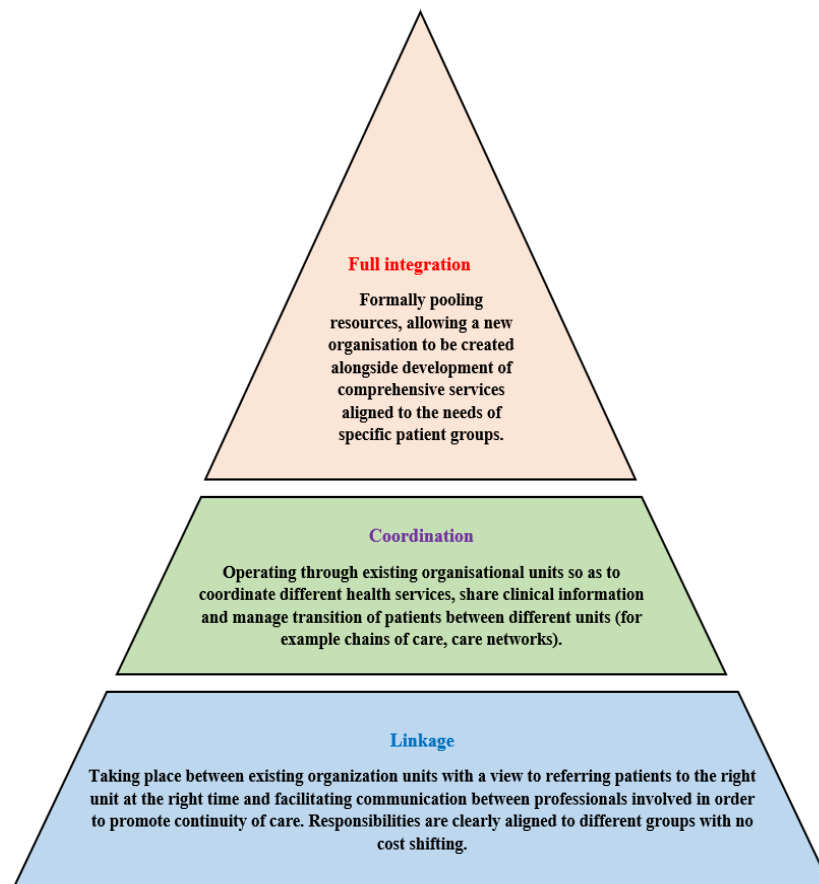 Full integration
Formally pooling
resources, allowing a new
organisation to be created
alongside development of
comprehensive services
aligned to the needs of
specific patient groups.
Coordination
Operating through existing organisational units so as to
coordinate different health services, share clinical information
and manage transition of patients between different units (for
example chains of care, care networks).
Linkage
Taking place between existing organization units with a view to referring patients to the right
unit at the right time and facilitating communication between professionals involved in order
to promote continuity of care. Responsibilities are clearly aligned to different groups with no
cost shifting.